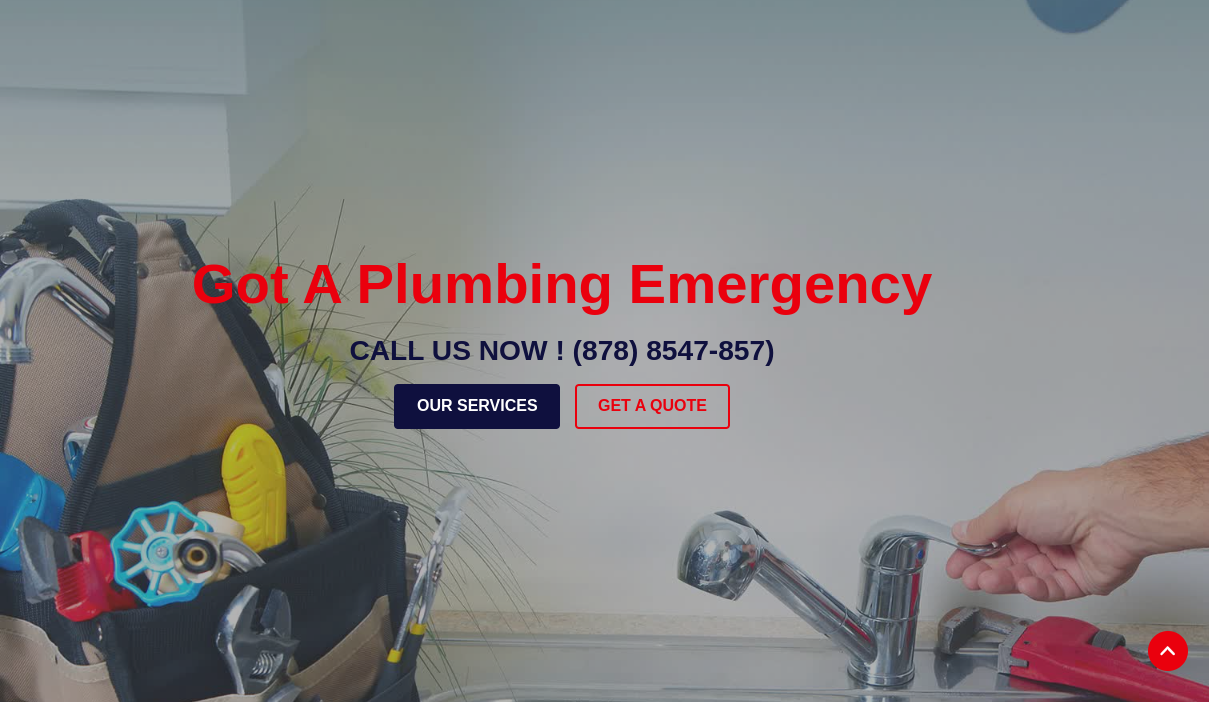 Got A Plumbing Emergency
CALL US NOW ! (878) 8547-857)
OUR SERVICES
GET A QUOTE